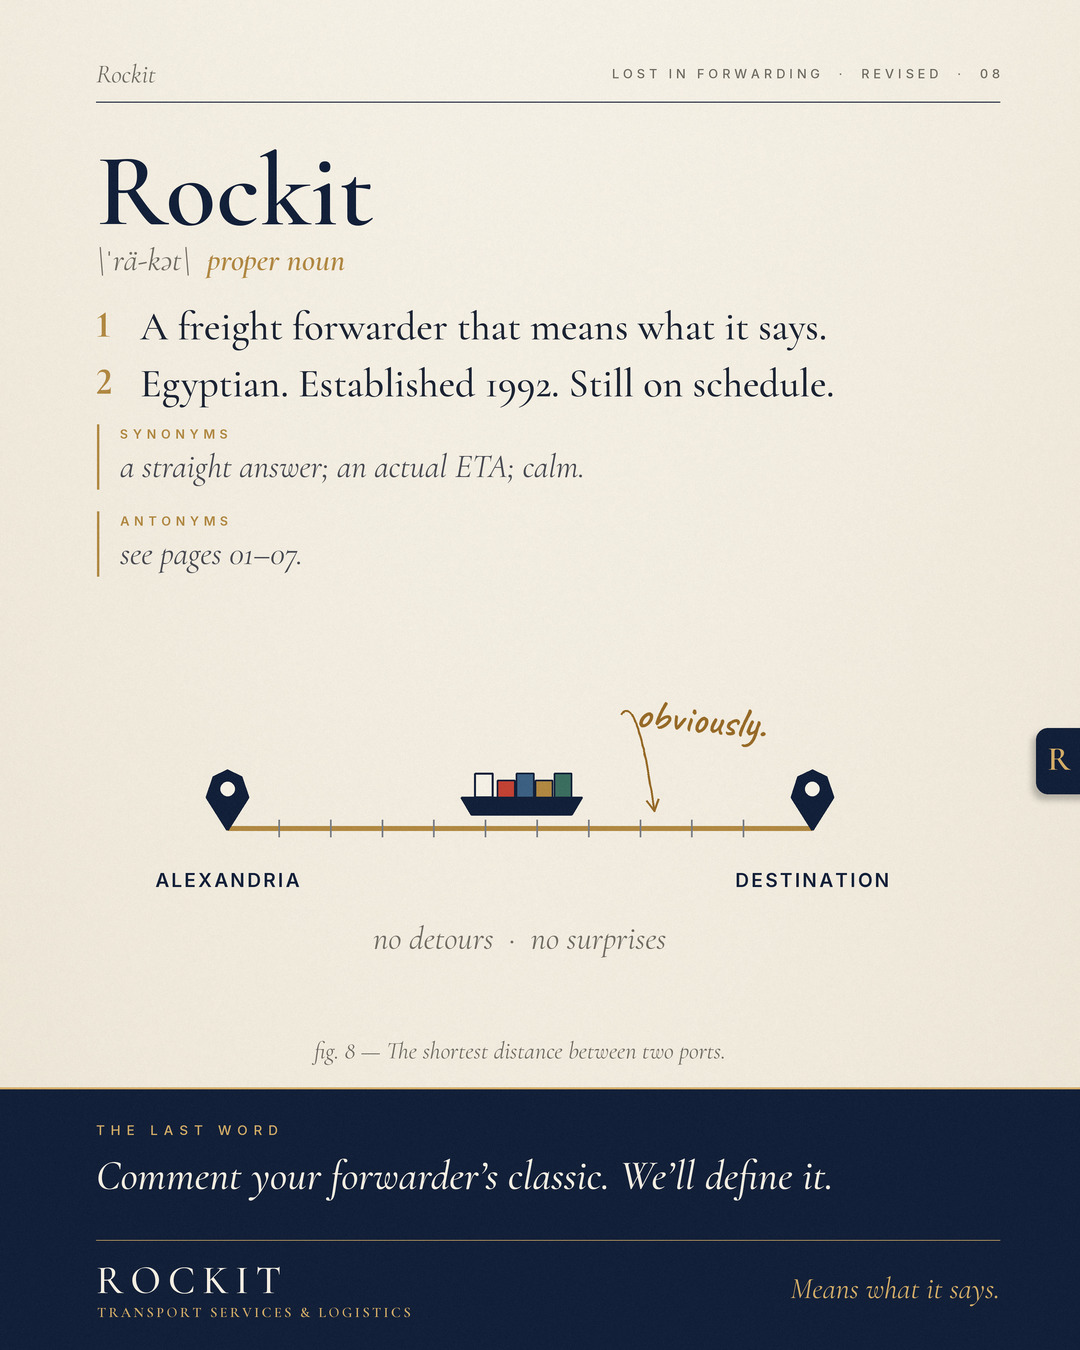 Rockit
LOST IN FORWARDING · REVISED · 08
Rockit
\ˈrä-kət\ proper noun
1 A freight forwarder that means what it says.
2 Egyptian. Established 1992. Still on schedule.
SYNONYMS
a straight answer; an actual ETA; calm.
ANTONYMS
see pages 01–07.
obviously.
R
ALEXANDRIA
DESTINATION
no detours · no surprises
fig. 8 — The shortest distance between two ports.
THE LAST WORD
Comment your forwarder’s classic. We’ll define it.
ROCKIT
TRANSPORT SERVICES & LOGISTICS
Means what it says.